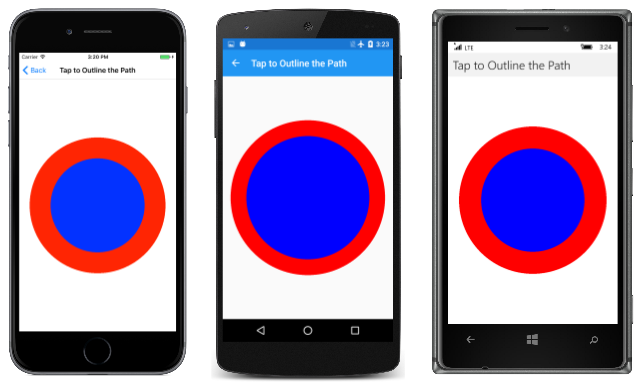 Carrier 3:20 PM
Back Tap to Outline the Path
3:23
Tap to Outline the Path
LTE 3:24
Tap to Outline the Path